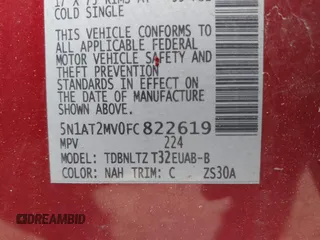 COLD SINGLE
THIS VEHICLE CONFORMS TO
ALL APPLICABLE FEDERAL
MOTOR VEHICLE SAFETY AND
THEFT PREVENTION
STANDARDS IN EFFECT ON
THE DATE OF MANUFACTURE
SHOWN ABOVE.
5N1AT2MV0FC822619
MPV 224
MODEL: TDBNLTZ T32EUAB-B
COLOR: NAH TRIM: C ZS30A
DREAMBID